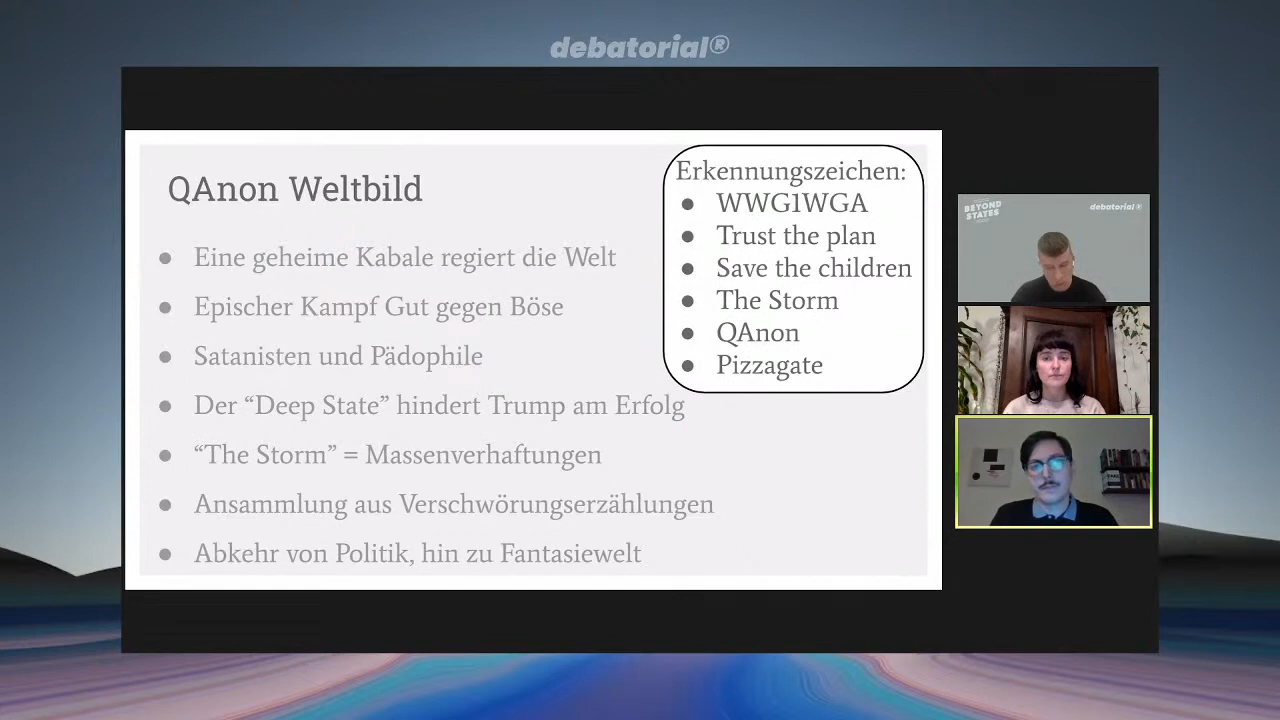 debatorial®
QAnon Weltbild
Eine geheime Kabale regiert die Welt
Epischer Kampf Gut gegen Böse
Satanisten und Pädophile
Der “Deep State” hindert Trump am Erfolg
“The Storm” = Massenverhaftungen
Ansammlung aus Verschwörungserzählungen
Abkehr von Politik, hin zu Fantasiewelt
Erkennungszeichen:
WWG1WGA
Trust the plan
Save the children
The Storm
QAnon
Pizzagate
BEYOND
STATES
debatorial®